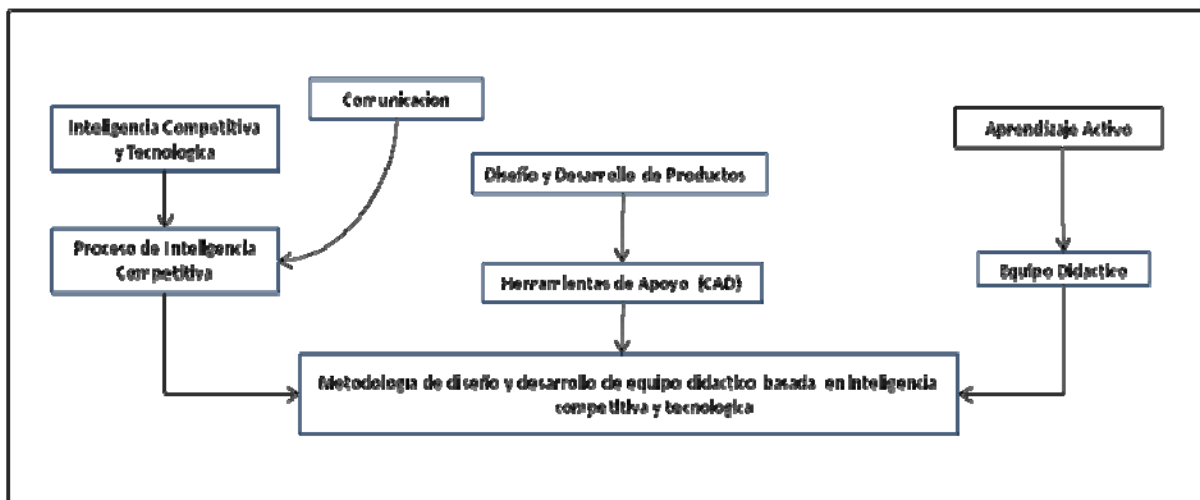 Comunicacion
Inteligencia Competitiva
y Tecnologica
Aprendizaje Activo
Diseño y Desarrollo de Productos
Proceso de Inteligencia
Competitiva
Equipo Didactico
Herramientas de Apoyo (CAD)
Metodologia de diseño y desarrollo de equipo didactico basada en inteligencia
competitiva y tecnologica